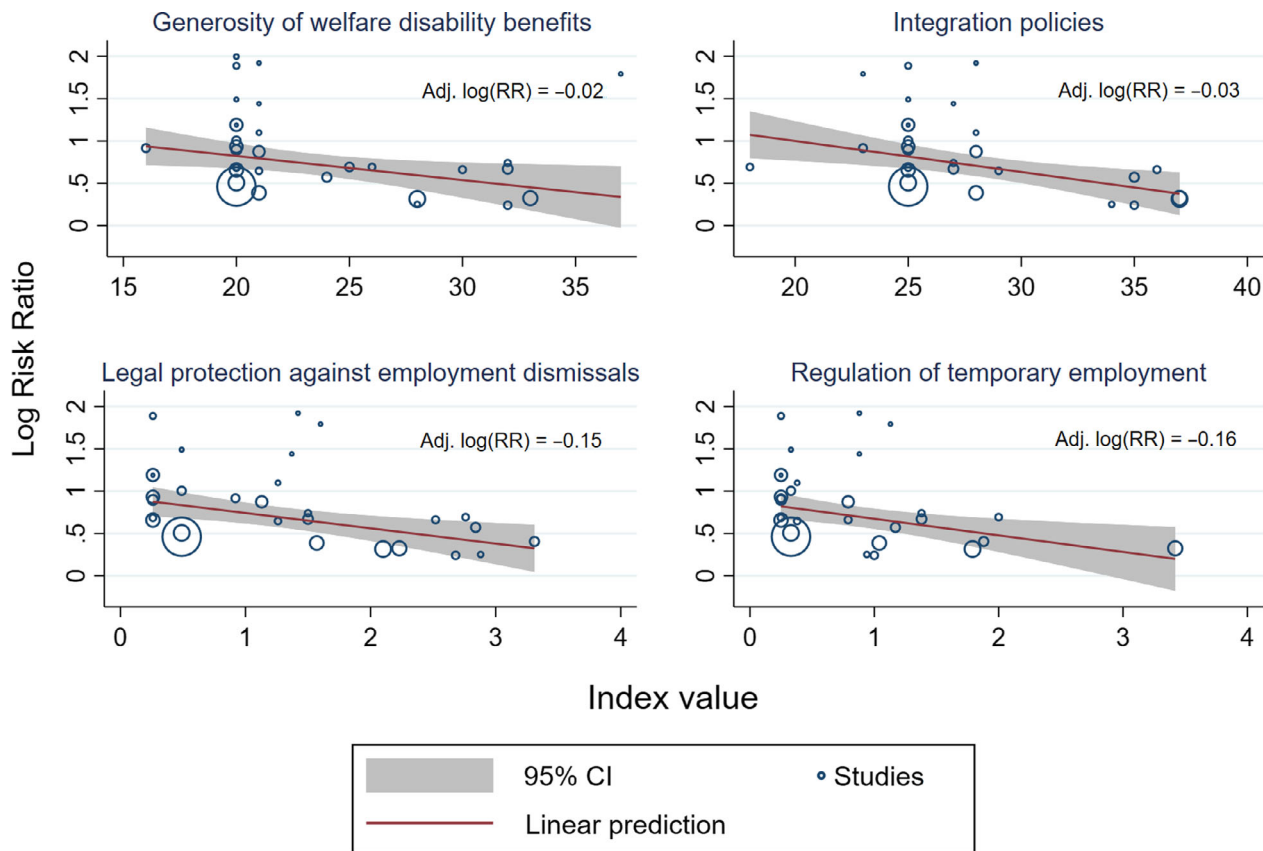 Generosity of welfare disability benefits
Integration policies
Log Risk Ratio
2
1.5
1
.5
0
Adj. log(RR) = −0.02
15 20 25 30 35
2
1.5
1
.5
0
Adj. log(RR) = −0.03
20 25 30 35 40
Legal protection against employment dismissals
Regulation of temporary employment
2
1.5
1
.5
0
Adj. log(RR) = −0.15
0 1 2 3 4
2
1.5
1
.5
0
Adj. log(RR) = −0.16
0 1 2 3 4
Index value
95% CI
Studies
Linear prediction